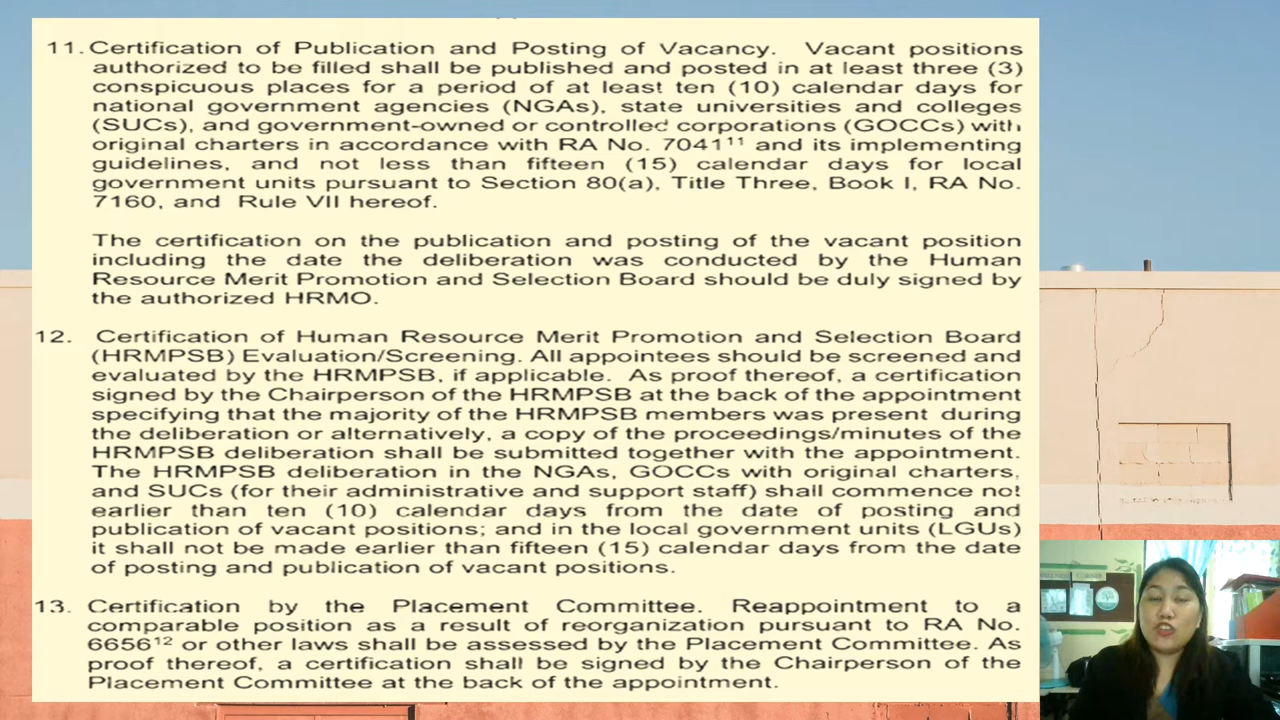 11. Certification of Publication and Posting of Vacancy. Vacant positions
authorized to be filled shall be published and posted in at least three (3)
conspicuous places for a period of at least ten (10) calendar days for
national government agencies (NGAs), state universities and colleges
(SUCs), and government-owned or controlled corporations (GOCCs) with
original charters in accordance with RA No. 7041¹¹ and its implementing
guidelines, and not less than fifteen (15) calendar days for local
government units pursuant to Section 80(a), Title Three, Book I, RA No.
7160, and Rule VII hereof.
The certification on the publication and posting of the vacant position
including the date the deliberation was conducted by the Human
Resource Merit Promotion and Selection Board should be duly signed by
the authorized HRMO.
12. Certification of Human Resource Merit Promotion and Selection Board
(HRMPSB) Evaluation/Screening. All appointees should be screened and
evaluated by the HRMPSB, if applicable. As proof thereof, a certification
signed by the Chairperson of the HRMPSB at the back of the appointment
specifying that the majority of the HRMPSB members was present during
the deliberation or alternatively, a copy of the proceedings/minutes of the
HRMPSB deliberation shall be submitted together with the appointment.
The HRMPSB deliberation in the NGAs, GOCCs with original charters,
and SUCs (for their administrative and support staff) shall commence not
earlier than ten (10) calendar days from the date of posting and
publication of vacant positions; and in the local government units (LGUs)
it shall not be made earlier than fifteen (15) calendar days from the date
of posting and publication of vacant positions.
13. Certification by the Placement Committee. Reappointment to a
comparable position as a result of reorganization pursuant to RA No.
6656¹² or other laws shall be assessed by the Placement Committee. As
proof thereof, a certification shall be signed by the Chairperson of the
Placement Committee at the back of the appointment.